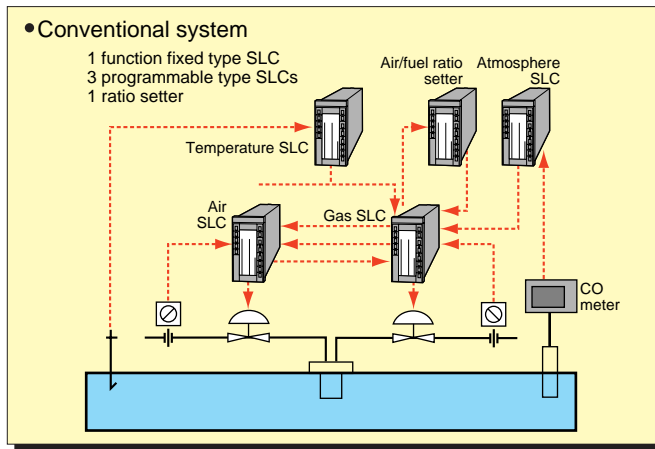 •Conventional system
1 function fixed type SLC
3 programmable type SLCs
1 ratio setter
Air/fuel ratio
setter
Atmosphere
SLC
Temperature SLC
Air
SLC
Gas SLC
CO
meter